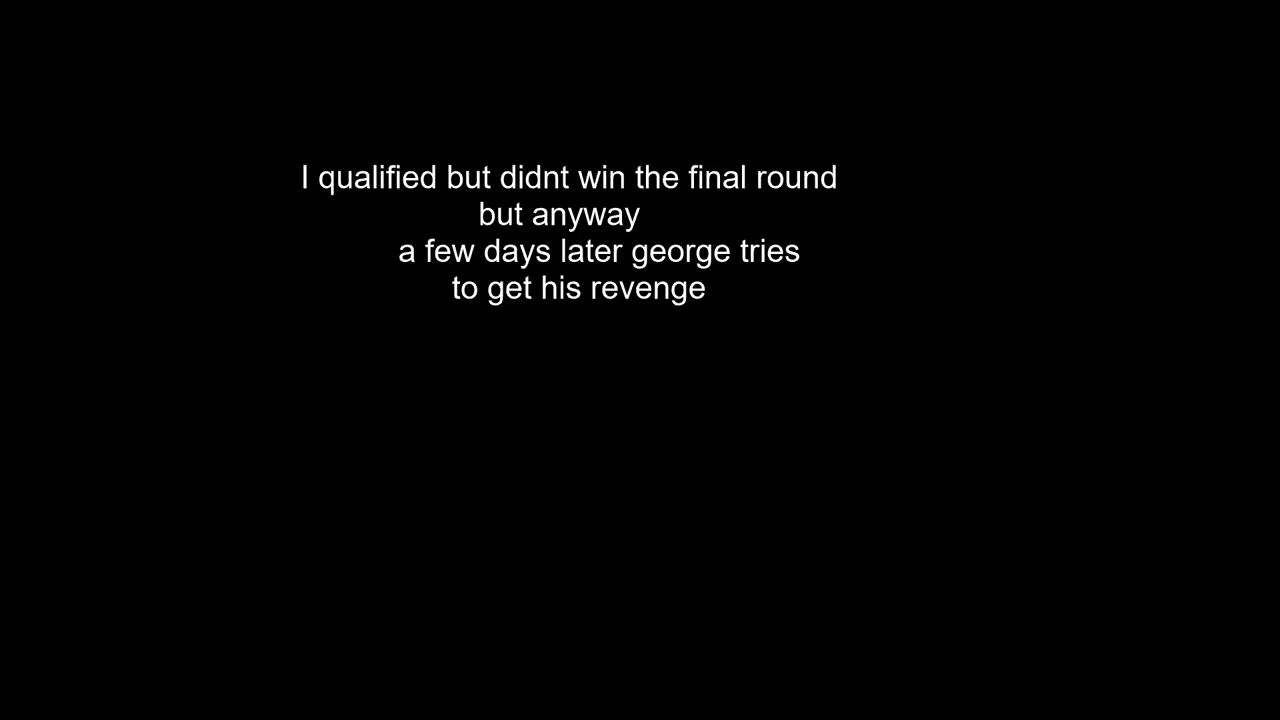 I qualified but didnt win the final round
but anyway
a few days later george tries
to get his revenge